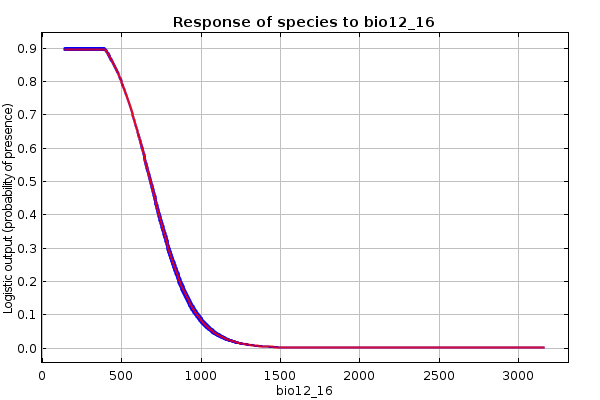 Response of species to bio12_16
Logistic output (probability of presence)
0.9
0.8
0.7
0.6
0.5
0.4
0.3
0.2
0.1
0.0
0 500 1000 1500 2000 2500 3000
bio12_16